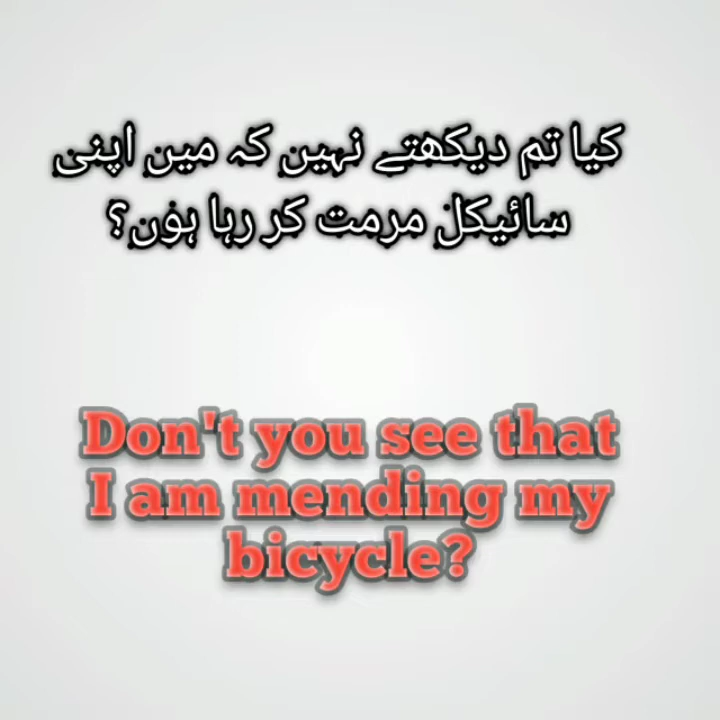 کیا تم دیکھتے نہیں کہ میں اپنی
سائیکل مرمت کر رہا ہوں؟
Don't you see that
I am mending my
bicycle?